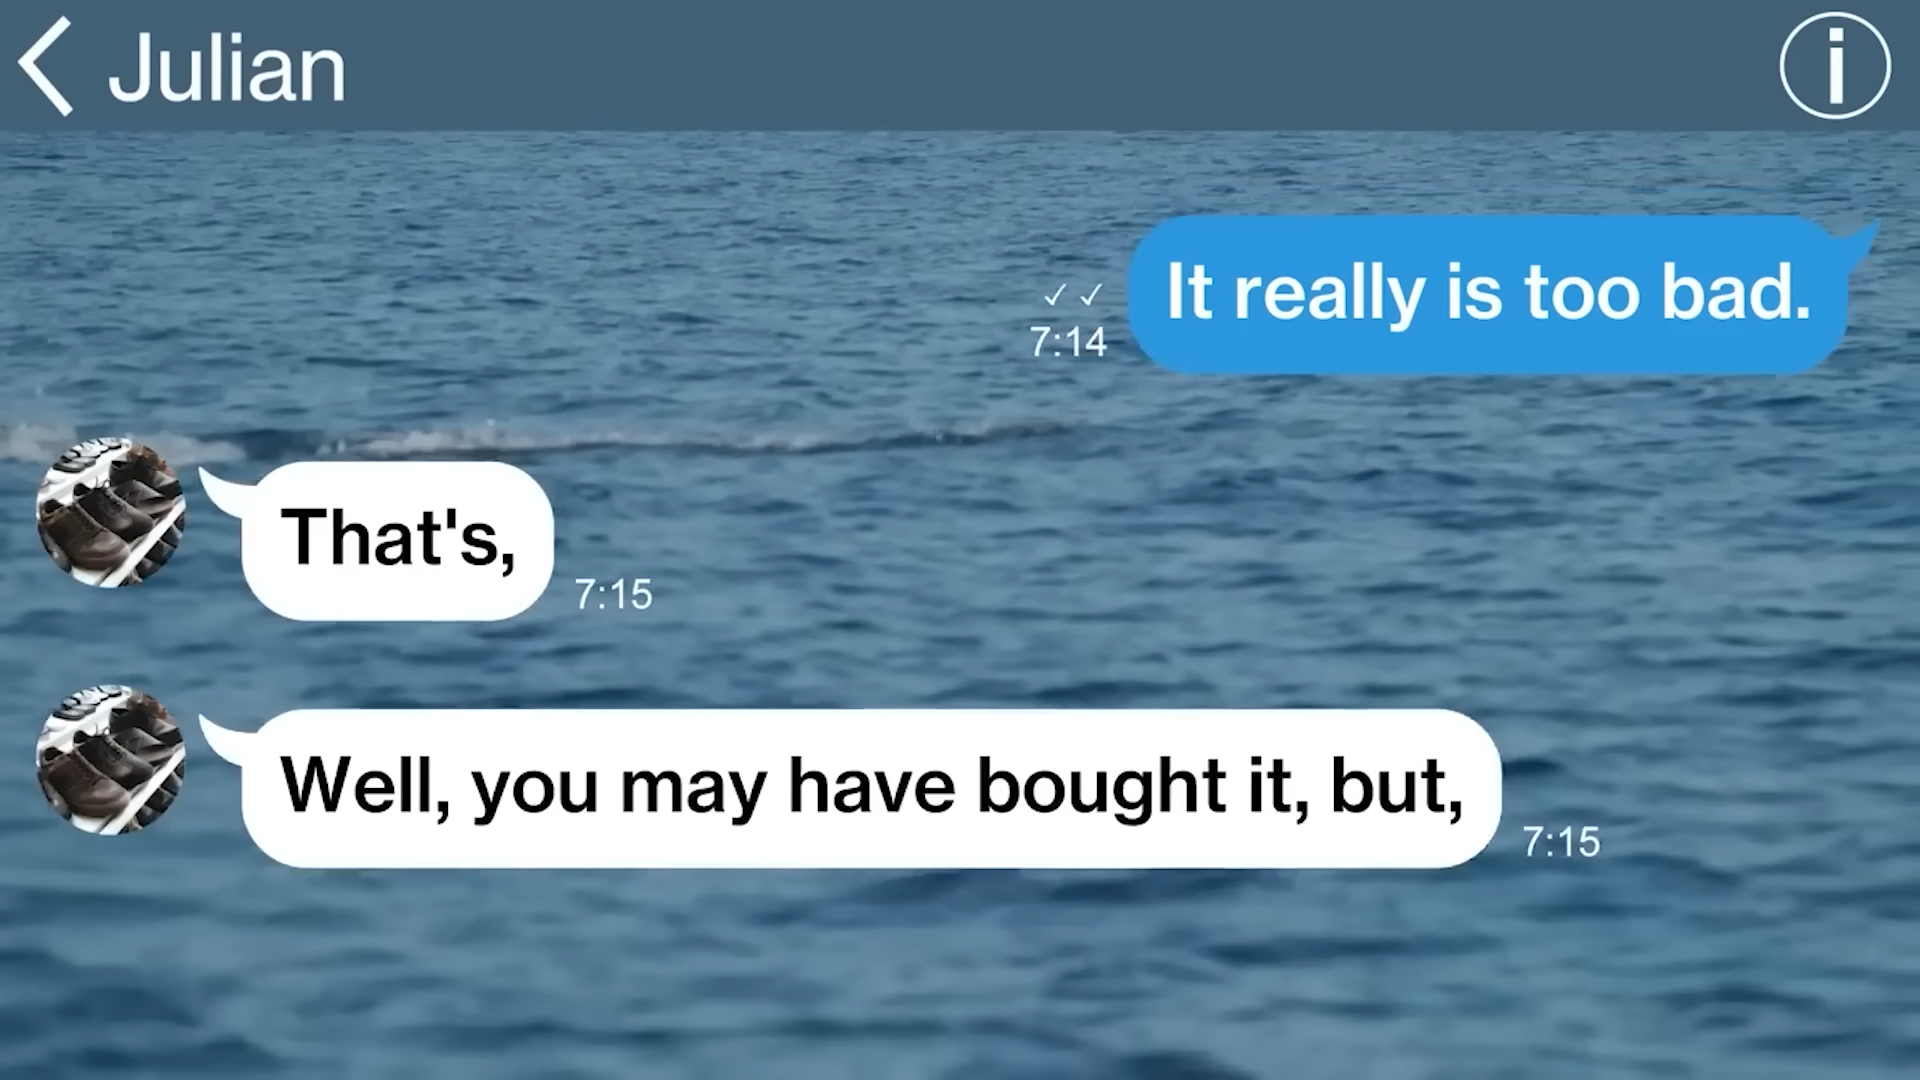 Julian
It really is too bad.
✓✓
7:14
That's,
7:15
Well, you may have bought it, but,
7:15